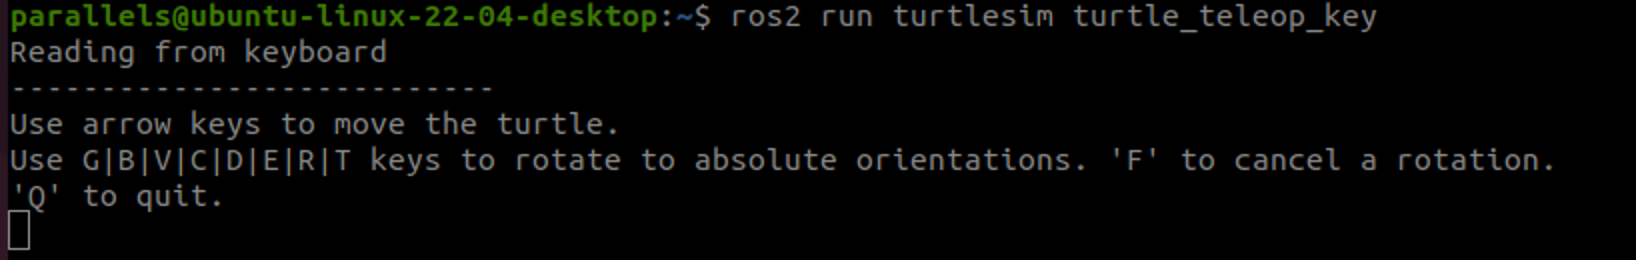 parallels@ubuntu-linux-22-04-desktop:~$ ros2 run turtlesim turtle_teleop_key
Reading from keyboard
---------------------------
Use arrow keys to move the turtle.
Use G|B|V|C|D|E|R|T keys to rotate to absolute orientations. 'F' to cancel a rotation.
'Q' to quit.